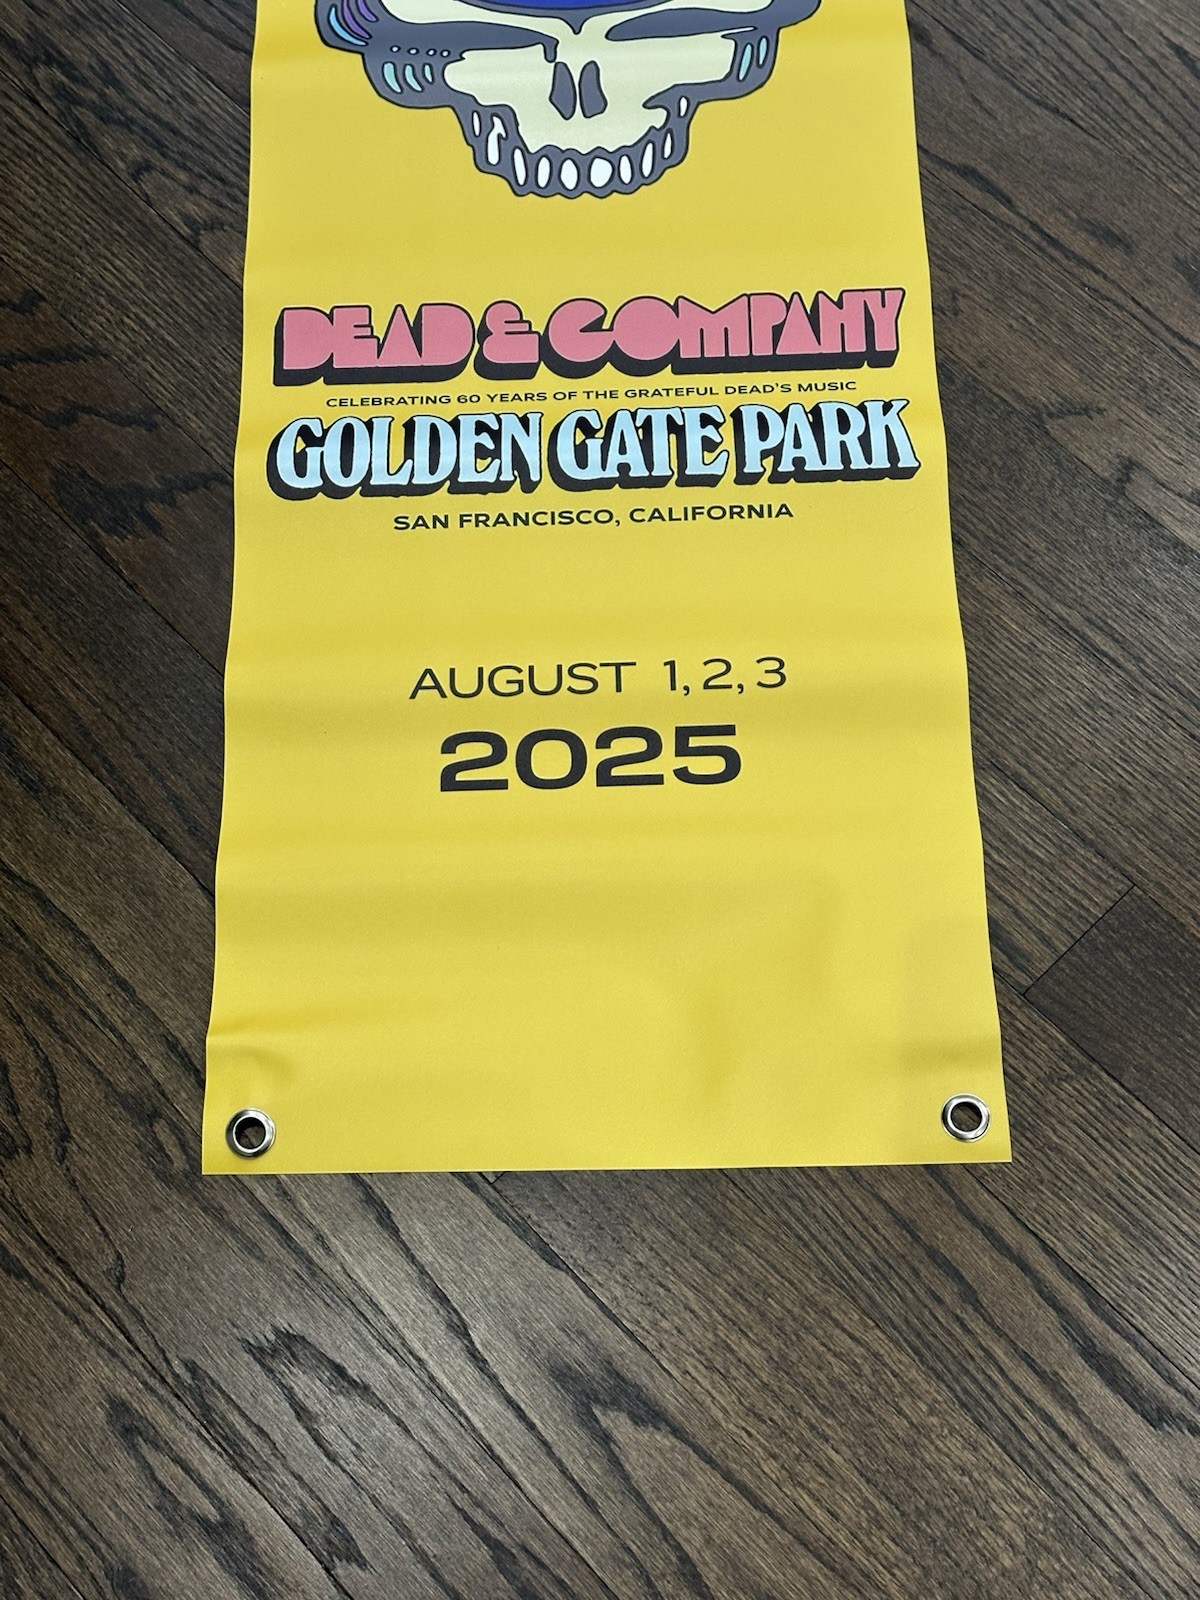 DEAD & COMPANY
CELEBRATING 60 YEARS OF THE GRATEFUL DEAD'S MUSIC
GOLDEN GATE PARK
SAN FRANCISCO, CALIFORNIA
AUGUST 1, 2, 3
2025